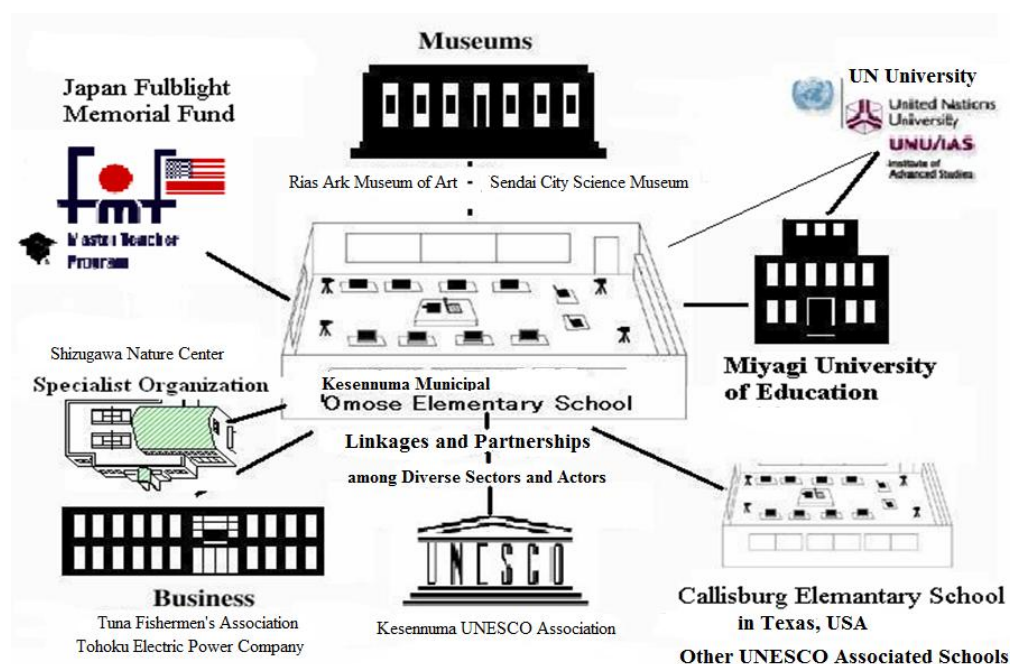 Museums
Japan Fulblight
Memorial Fund
fmf
Master Teacher
Program
UN University
United Nations
University
UNU/IAS
Institute of
Advanced Studies
Rias Ark Museum of Art - Sendai City Science Museum
Shizugawa Nature Center
Specialist Organization
Kesennuma Municipal
Omose Elementary School
Miyagi University
of Education
Linkages and Partnerships
among Diverse Sectors and Actors
UNESCO
Business
Tuna Fishermen's Association
Tohoku Electric Power Company
Kesennuma UNESCO Association
Callisburg Elemantary School
in Texas, USA
Other UNESCO Associated Schools